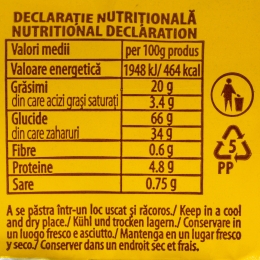 DECLARAȚIE NUTRIȚIONALĂ
NUTRITIONAL DECLARATION
Valori medii per 100g produs
Valoare energetică 1948 kJ/ 464 kcal
Grăsimi 20 g
din care acizi grași saturați 3.4 g
Glucide 66 g
din care zaharuri 34 g
Fibre 0.6 g
Proteine 4.8 g
Sare 0.75 g
5
PP
A se păstra într-un loc uscat și răcoros./ Keep in a cool
and dry place./ Kühl und trocken lagern./ Conservare in
un luogo fresco e asciutto./ Mantenga en un lugar fresco
y seco./ Conserver dans un endroit sec et frais.